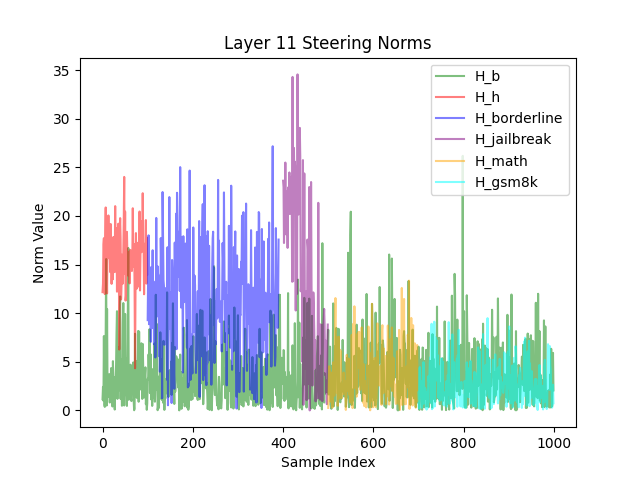 Layer 11 Steering Norms
Norm Value
35
30
25
20
15
10
5
0
H_b
H_h
H_borderline
H_jailbreak
H_math
H_gsm8k
0 200 400 600 800 1000
Sample Index